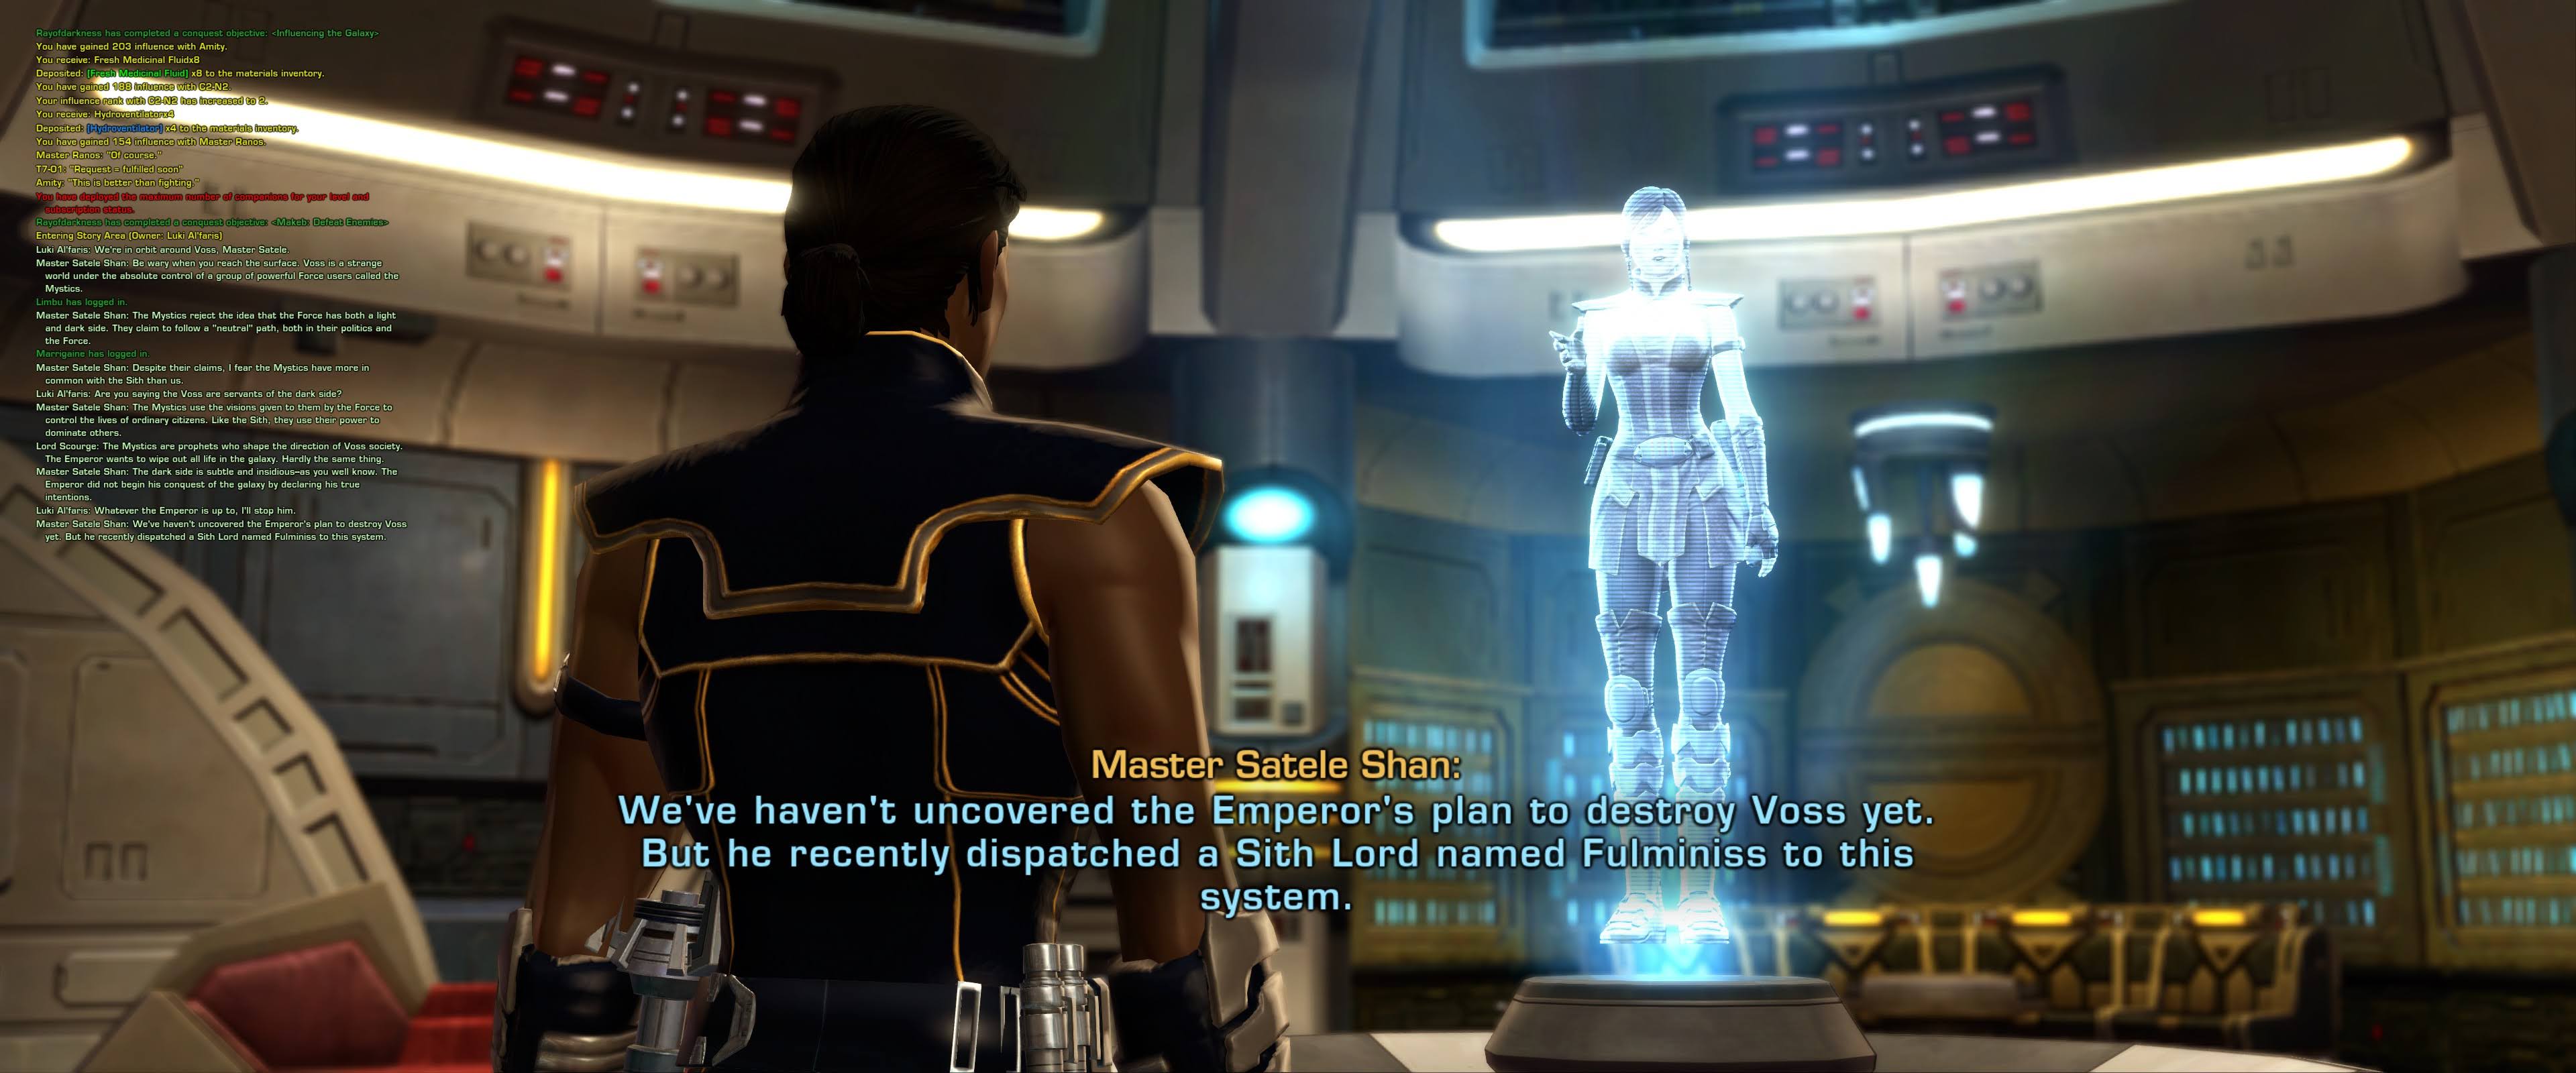 Rayofdarkness has completed a conquest objective: <Influencing the Galaxy>
You have gained 203 influence with Amity.
You receive: Fresh Medicinal Fluidx8
Deposited: [Fresh Medicinal Fluid] x8 to the materials inventory.
You have gained 188 influence with C2-N2.
Your influence rank with C2-N2 has increased to 2.
You receive: Hydroventilatorx4
Deposited: [Hydroventilator] x4 to the materials inventory.
You have gained 154 influence with Master Ranos.
Master Ranos: "Of course."
T7-O1: "Request = fulfilled soon"
Amity: "This is better than fighting."
You have deployed the maximum number of companions for your level and
subscription status.
Rayofdarkness has completed a conquest objective: <Makeb: Defeat Enemies>
Entering Story Area (Owner: Luki Al'faris)
Luki Al'faris: We're in orbit around Voss, Master Satele.
Master Satele Shan: Be wary when you reach the surface. Voss is a strange
world under the absolute control of a group of powerful Force users called the
Mystics.
Limbu has logged in.
Master Satele Shan: The Mystics reject the idea that the Force has both a light
and dark side. They claim to follow a "neutral" path, both in their politics and
the Force.
Marrigaine has logged in.
Master Satele Shan: Despite their claims, I fear the Mystics have more in
common with the Sith than us.
Luki Al'faris: Are you saying the Voss are servants of the dark side?
Master Satele Shan: The Mystics use the visions given to them by the Force to
control the lives of ordinary citizens. Like the Sith, they use their power to
dominate others.
Lord Scourge: The Mystics are prophets who shape the direction of Voss society.
The Emperor wants to wipe out all life in the galaxy. Hardly the same thing.
Master Satele Shan: The dark side is subtle and insidious—as you well know. The
Emperor did not begin his conquest of the galaxy by declaring his true
intentions.
Luki Al'faris: Whatever the Emperor is up to, I'll stop him.
Master Satele Shan: We've haven't uncovered the Emperor's plan to destroy Voss
yet. But he recently dispatched a Sith Lord named Fulminiss to this system.
Master Satele Shan:
We've haven't uncovered the Emperor's plan to destroy Voss yet.
But he recently dispatched a Sith Lord named Fulminiss to this
system.